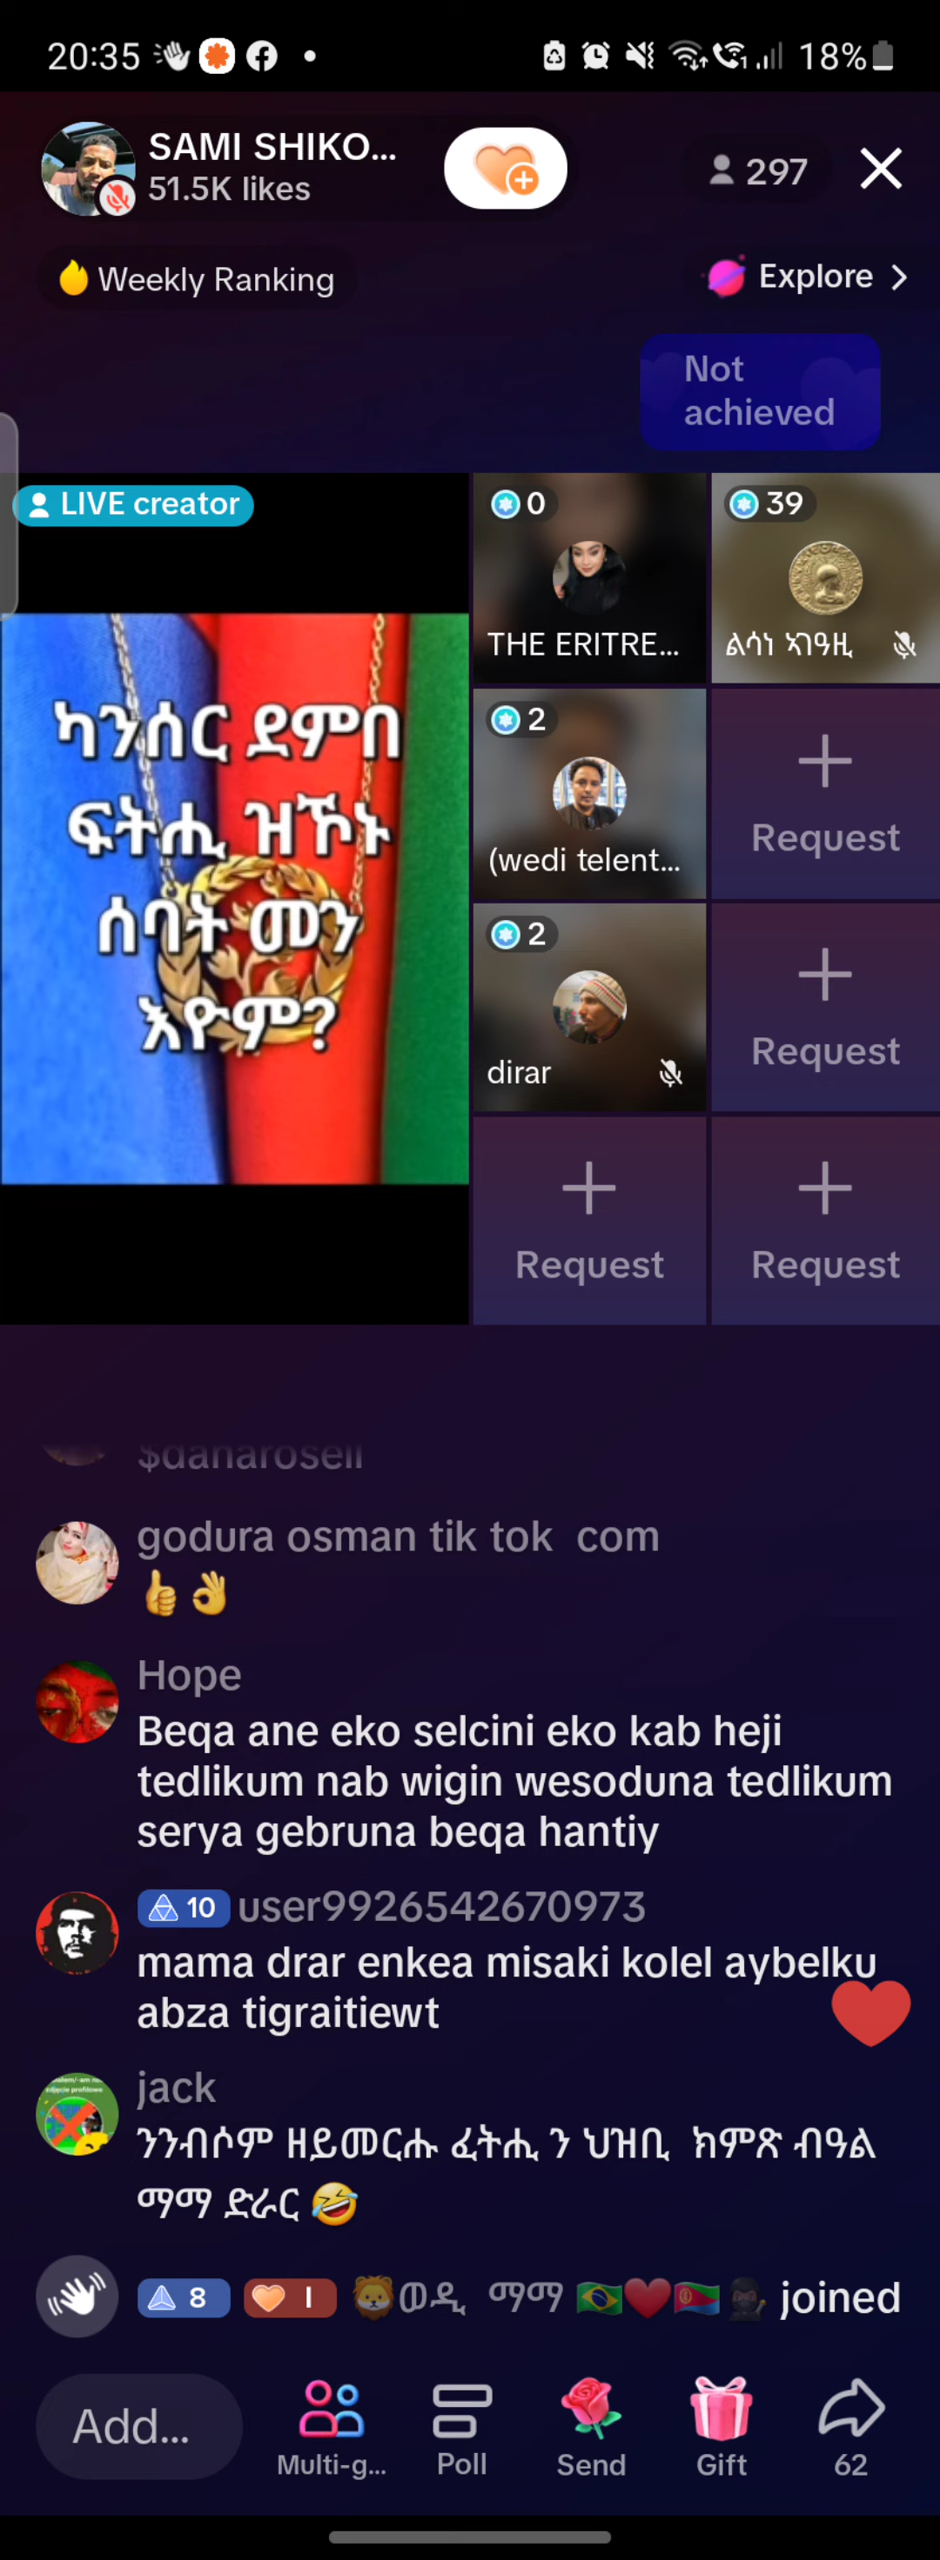 20:35
18%
SAMI SHIKO...
51.5K likes
297
Weekly Ranking
Explore
Not
achieved
LIVE creator
ካንሰር ደምበ
ፍትሒ ዝኾኑ
ሰባት መን
እዮም?
0
THE ERITRE...
39
ልሳነ ኣገዓዚ
2
(wedi telent...
Request
2
dirar
Request
Request
Request
$danaroseii
godura osman tik tok com
👍👌
Hope
Beqa ane eko selcini eko kab heji
tedlikum nab wigin wesoduna tedlikum
serya gebruna beqa hantiy
10 user9926542670973
mama drar enkea misaki kolel aybelku
abza tigraitiewt
jack
ንንብሶም ዘይመርሑ ፈትሒ ን ህዝቢ ክምጽ ብዓል
ማማ ድራር 🤣
8 I 🦁ወዲ ማማ 🇧🇷❤️🇪🇷🥷 joined
Add...
Multi-g...
Poll
Send
Gift
62